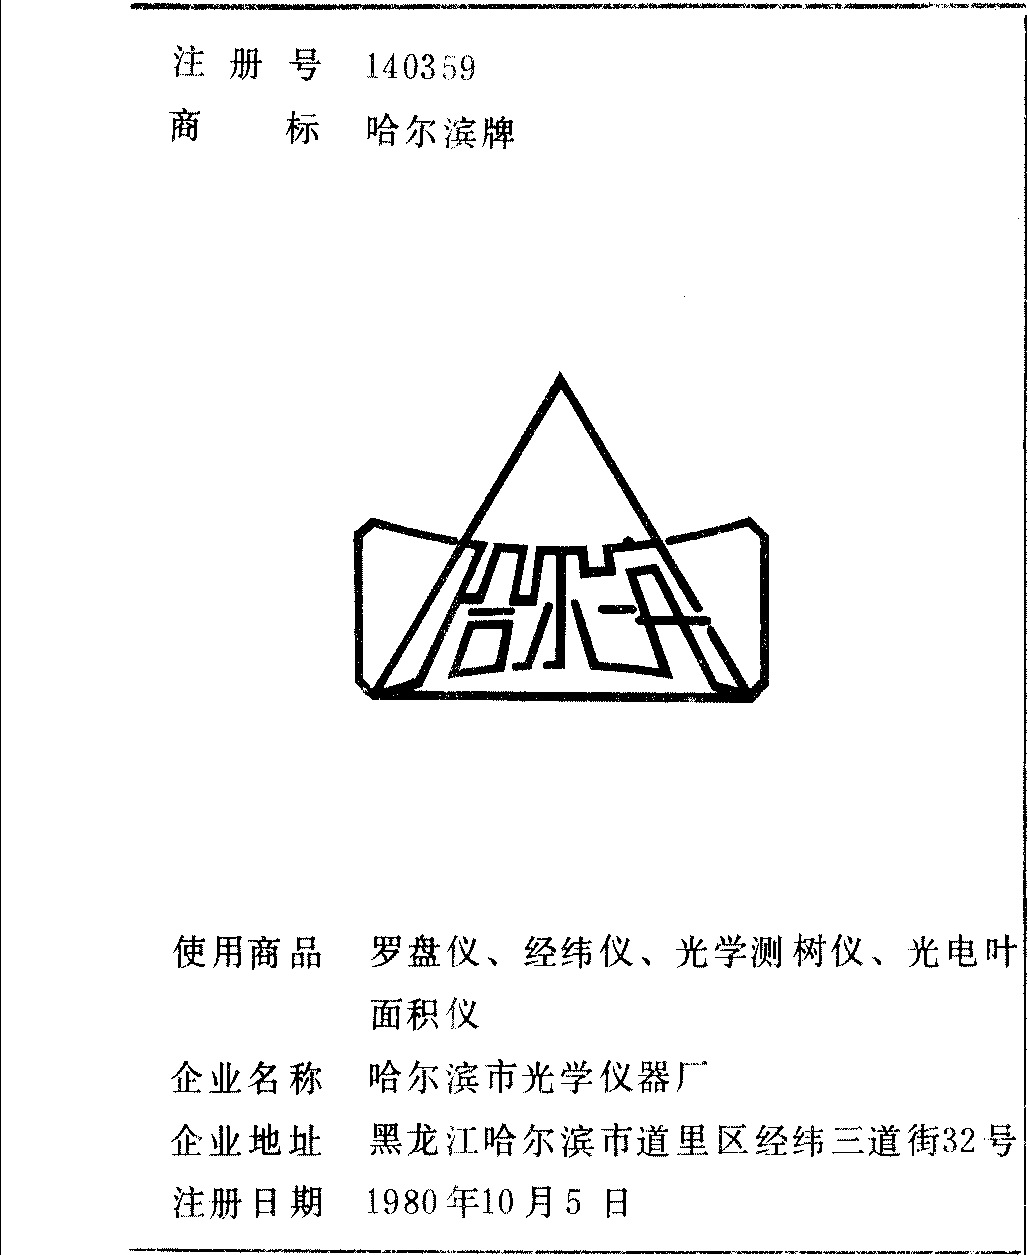 注册号 140359
商标 哈尔滨牌
哈尔
使用商品 罗盘仪、经纬仪、光学测树仪、光电叶
面积仪
企业名称 哈尔滨市光学仪器厂
企业地址 黑龙江哈尔滨市道里区经纬三道街32号
注册日期 1980年10月5日